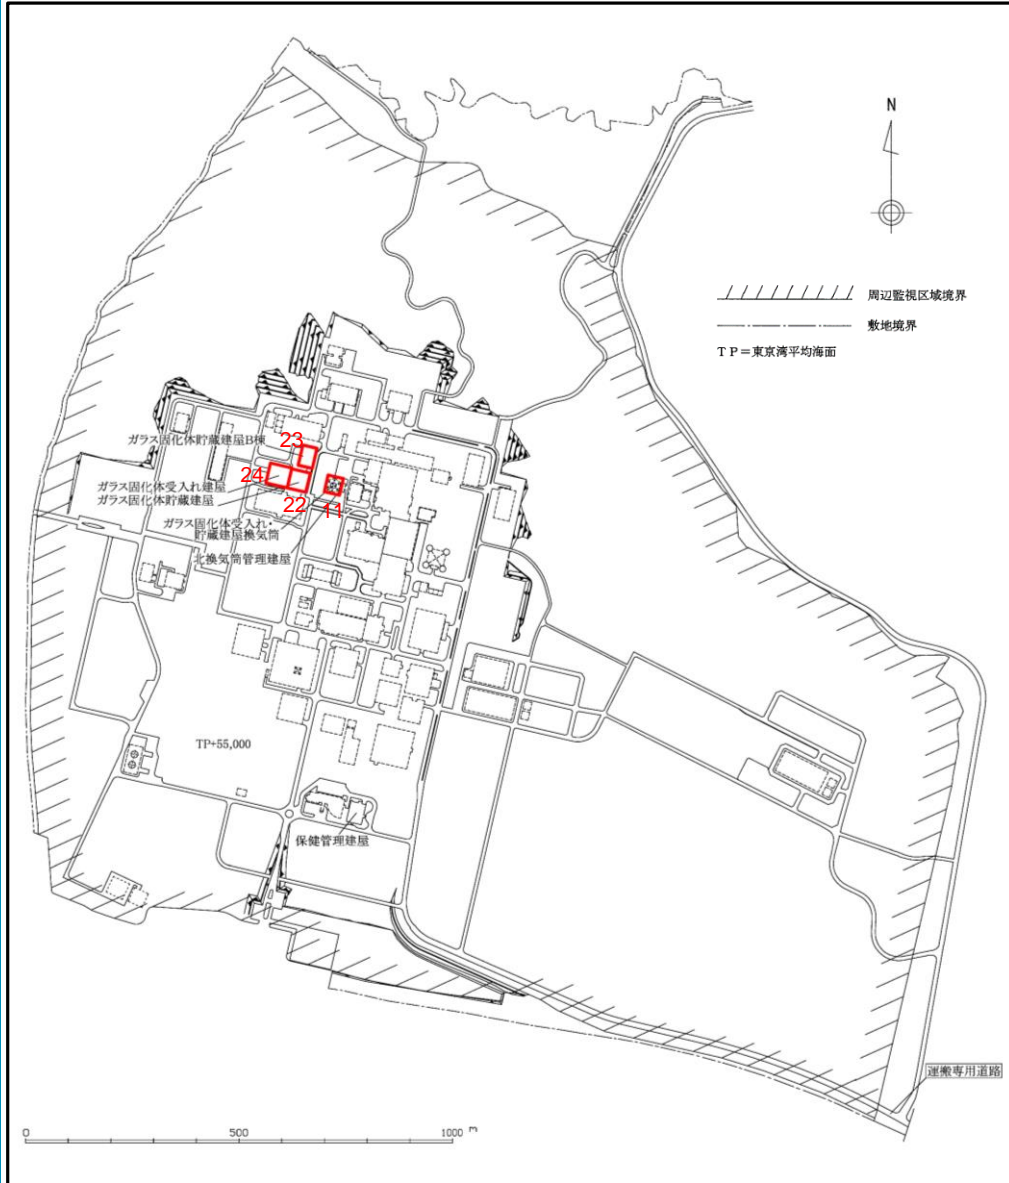 N
周辺監視区域境界
敷地境界
TP=東京湾平均海面
ガラス固化体貯蔵建屋B棟
23
24
ガラス固化体受入れ建屋
ガラス固化体貯蔵建屋
22
11
ガラス固化体受入れ・
貯蔵建屋換気筒
北換気筒管理建屋
TP+55,000
保健管理建屋
運搬専用道路
0 500 1000 m